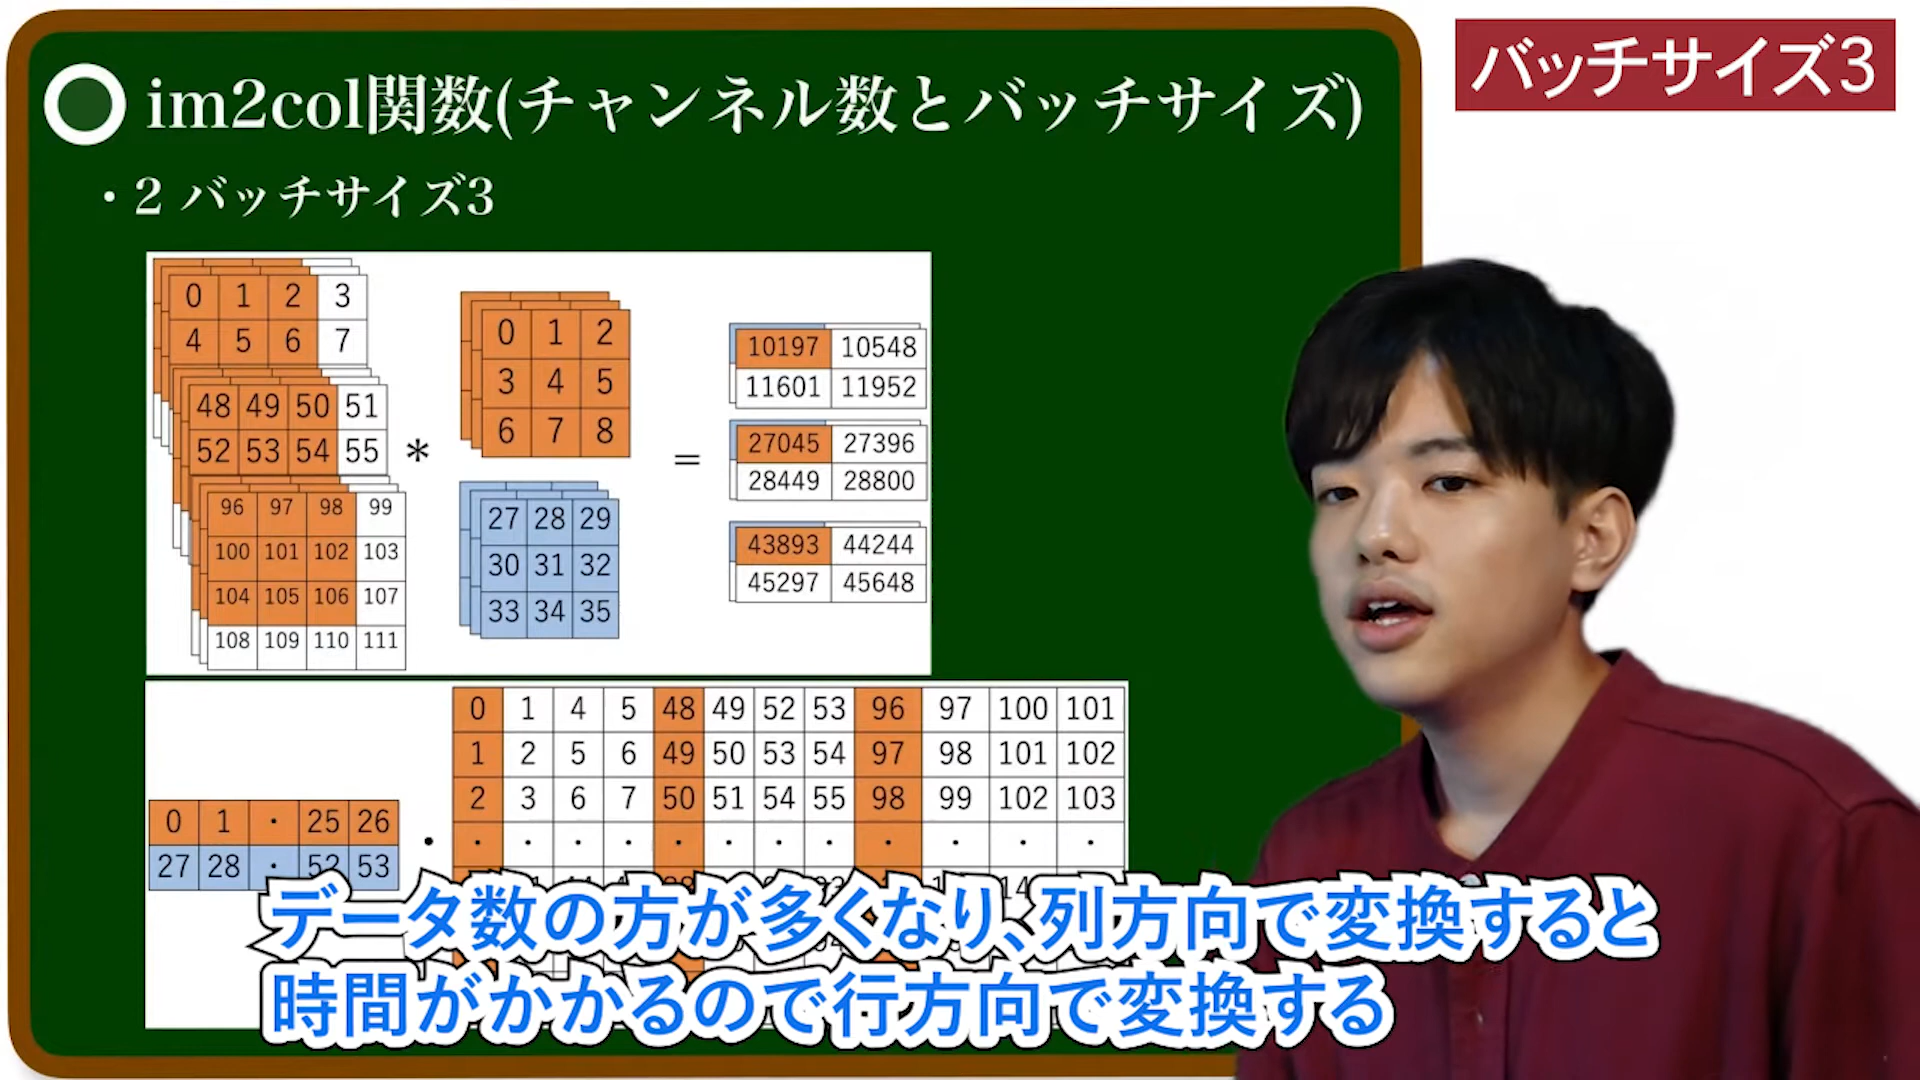 im2col関数(チャンネル数とバッチサイズ)
バッチサイズ3
・2 バッチサイズ3
0 1 2 3
4 5 6 7
48 49 50 51
52 53 54 55
96 97 98 99
100 101 102 103
104 105 106 107
108 109 110 111
*
0 1 2
3 4 5
6 7 8
27 28 29
30 31 32
33 34 35
=
10197 10548
11601 11952
27045 27396
28449 28800
43893 44244
45297 45648
0 1 · 25 26
27 28 · 52 53
·
0 1 4 5 48 49 52 53 96 97 100 101
1 2 5 6 49 50 53 54 97 98 101 102
2 3 6 7 50 51 54 55 98 99 102 103
· · · · · · · · · · · ·
データ数の方が多くなり、列方向で変換すると
時間がかかるので行方向で変換する